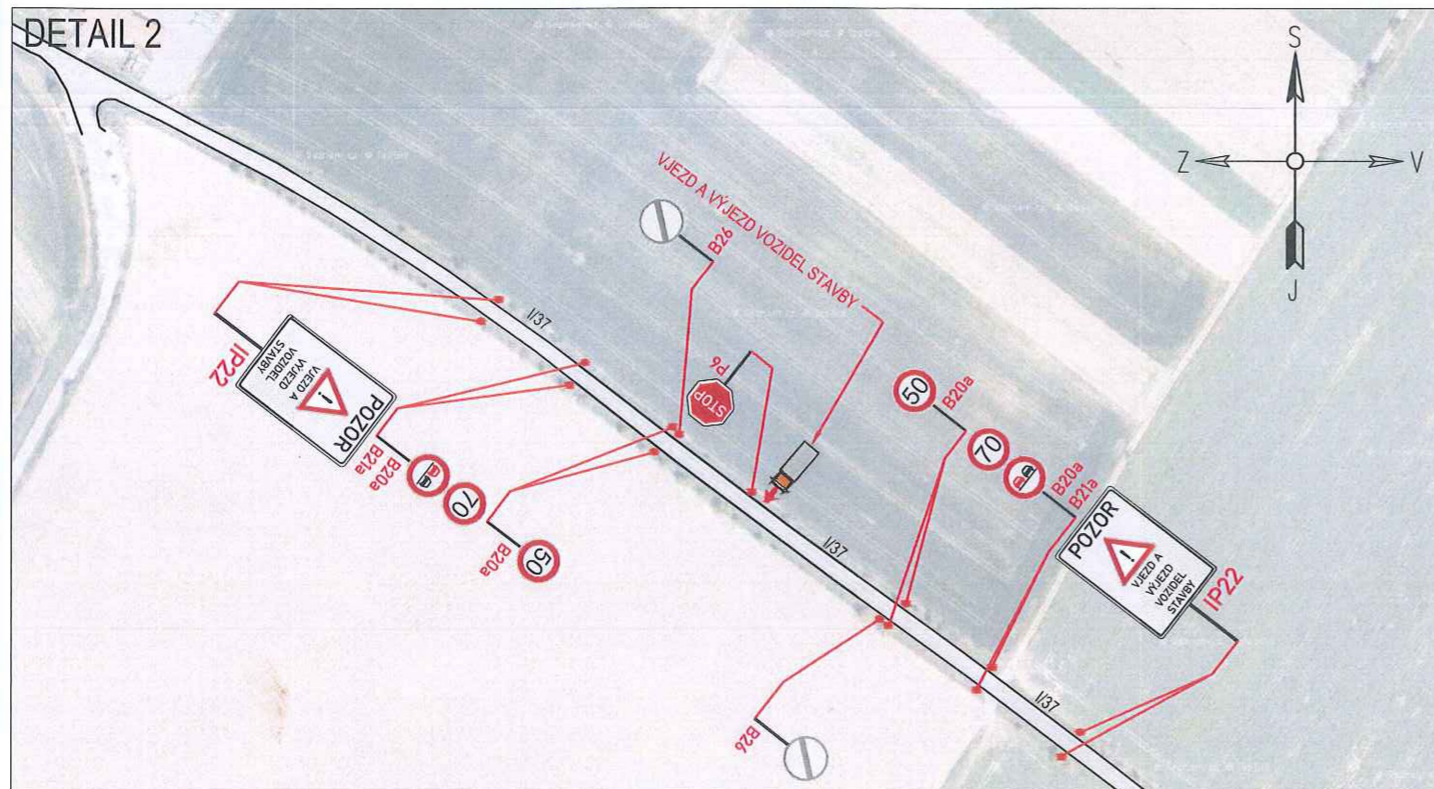 DETAIL 2
S
Z
V
J
VJEZD A VÝJEZD VOZIDEL STAVBY
B26
I/37
IP22
POZOR
VJEZD A
VÝJEZD
VOZIDEL
STAVBY
B21a
B20a
70
B20a
50
P6
STOP
I/37
50
B20a
70
B20a
B21a
POZOR
VJEZD A
VÝJEZD
VOZIDEL
STAVBY
IP22
I/37
B26